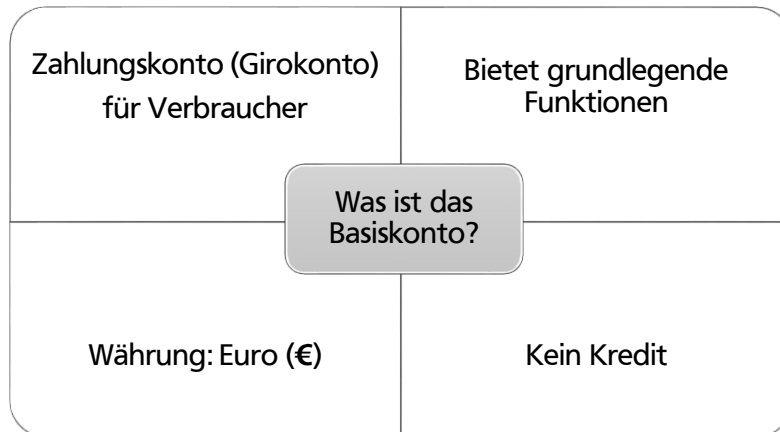 Zahlungskonto (Girokonto)
für Verbraucher
Bietet grundlegende
Funktionen
Was ist das
Basiskonto?
Währung: Euro (€)
Kein Kredit